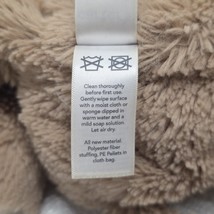 Clean thoroughly
before first use.
Gently wipe surface
with a moist cloth or
sponge dipped in
warm water and a
mild soap solution
Let air dry.
All new material
Polyester fiber
stuffing, PE Pellets in
cloth bag.